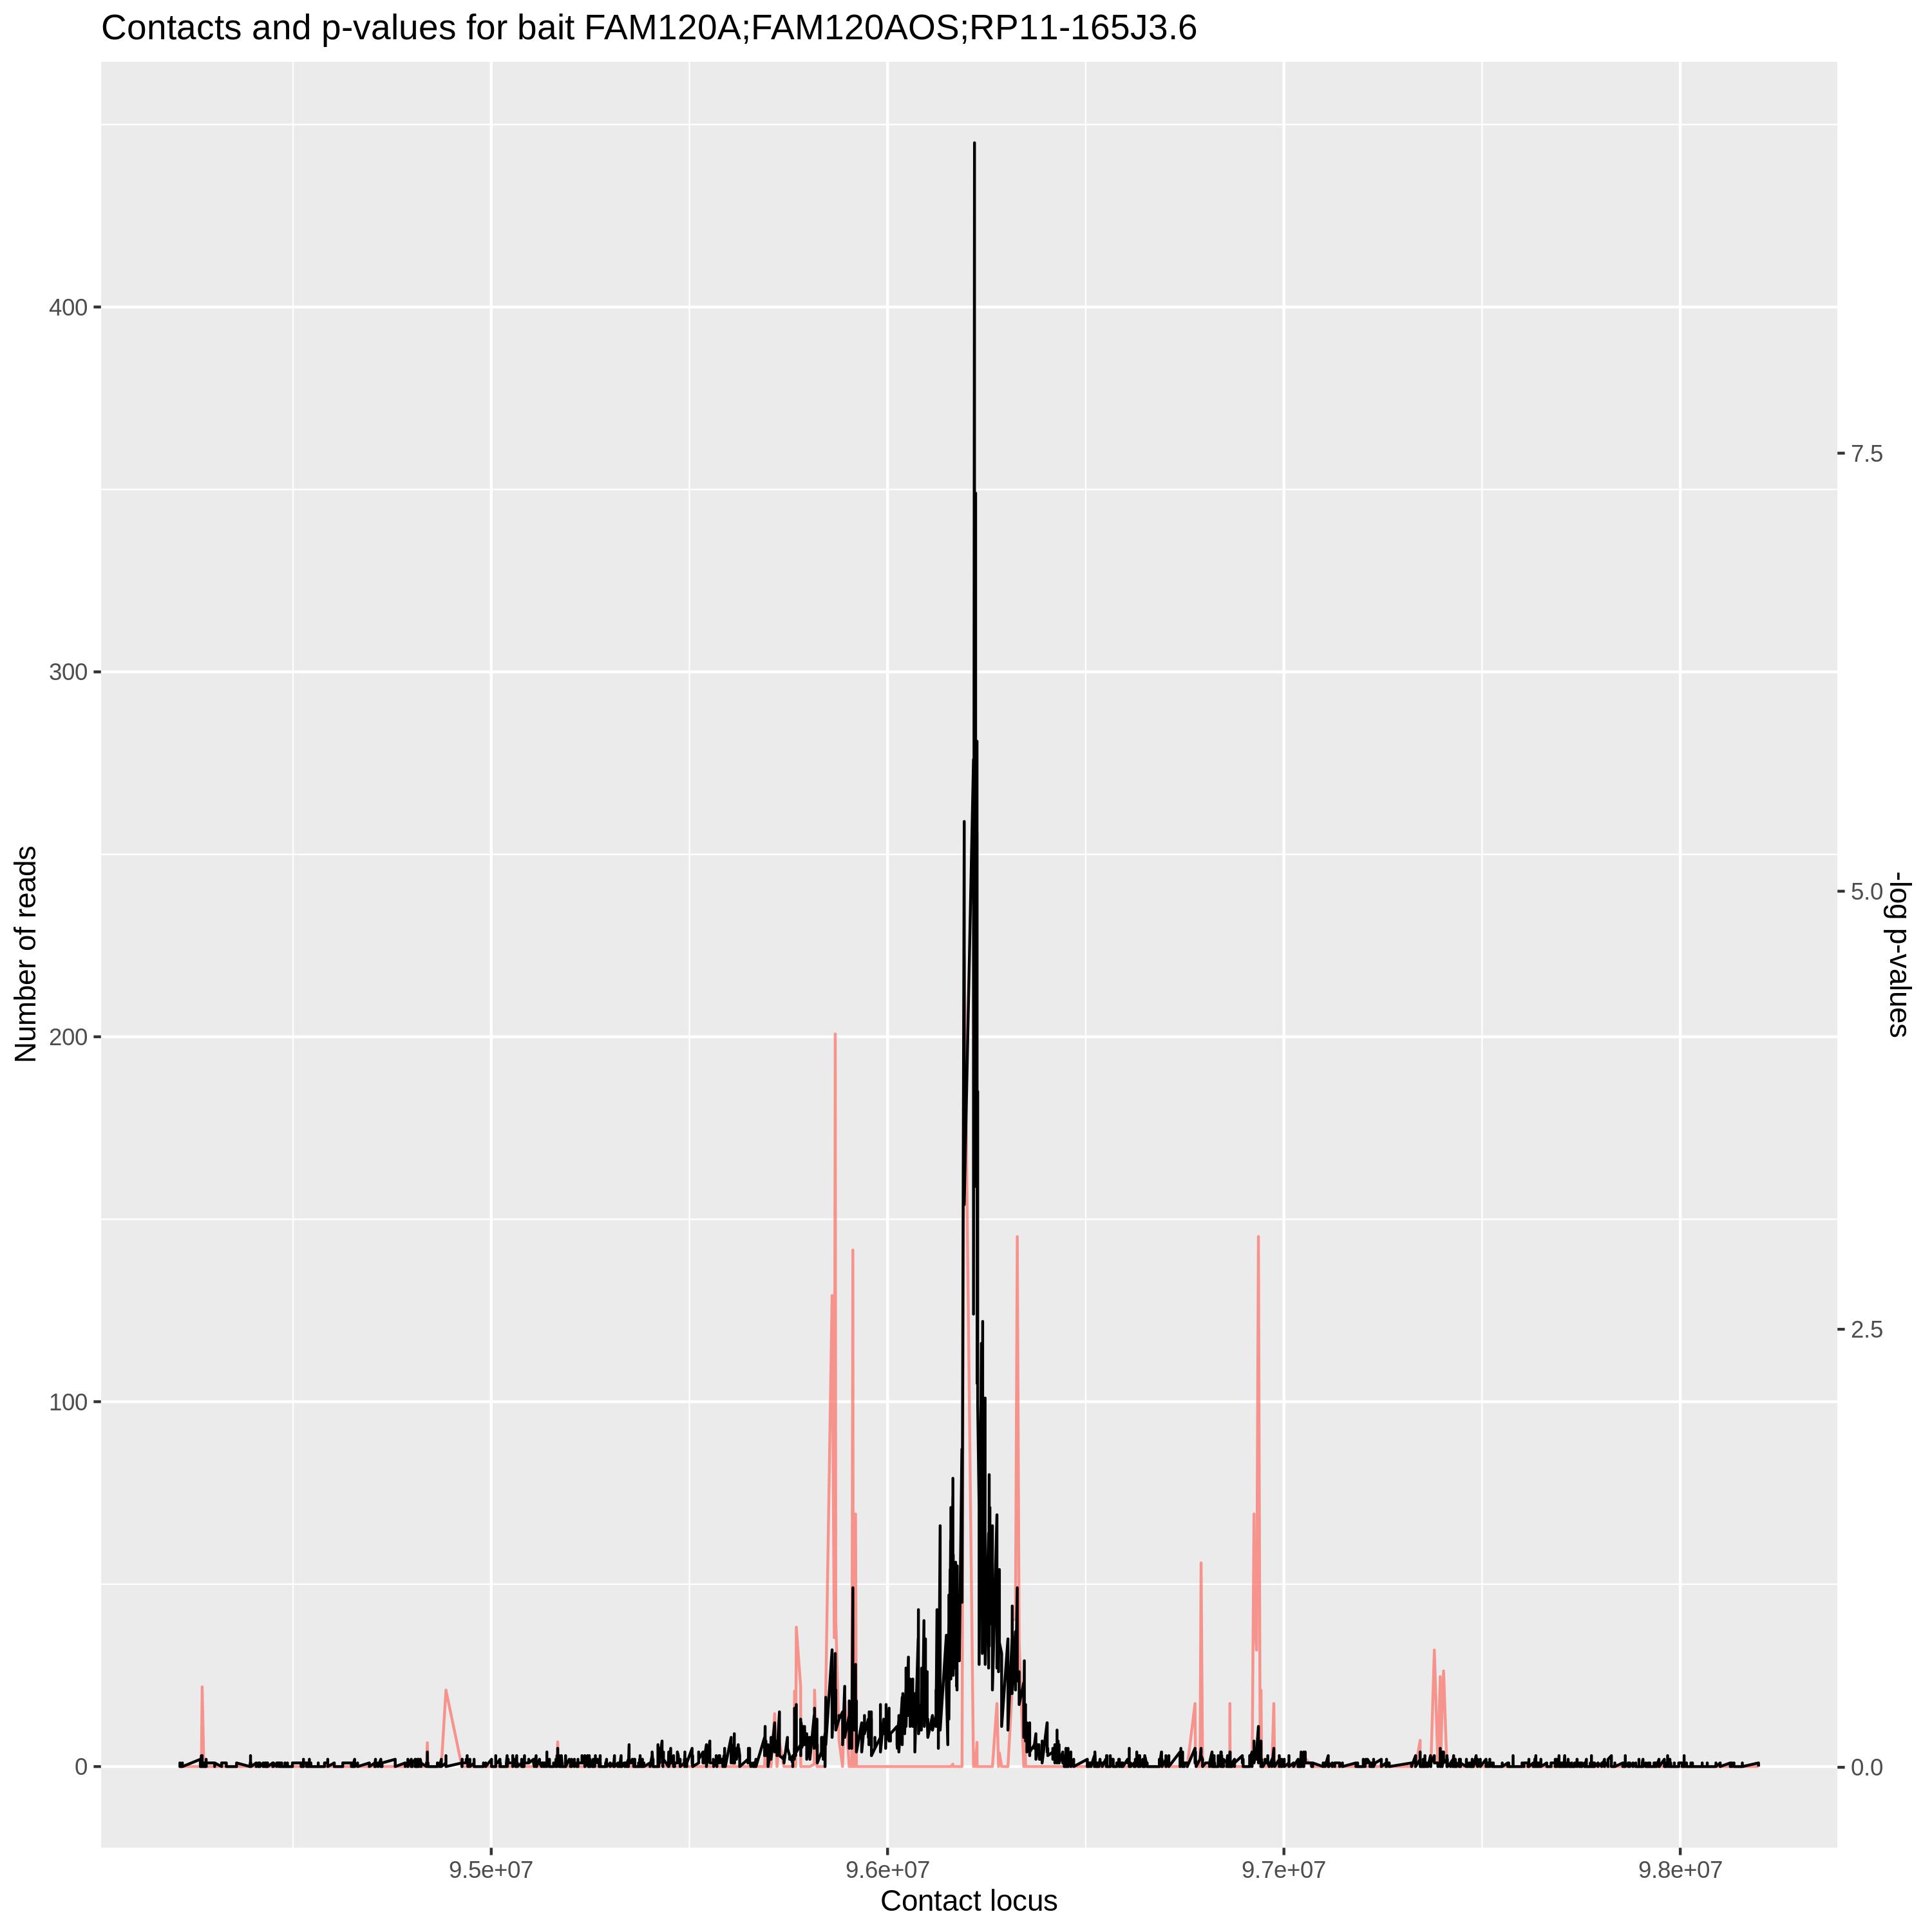 Contacts and p-values for bait FAM120A;FAM120AOS;RP11-165J3.6
400
300
200
100
0
Number of reads
7.5
5.0
2.5
0.0
-log p-values
9.5e+07 9.6e+07 9.7e+07 9.8e+07
Contact locus